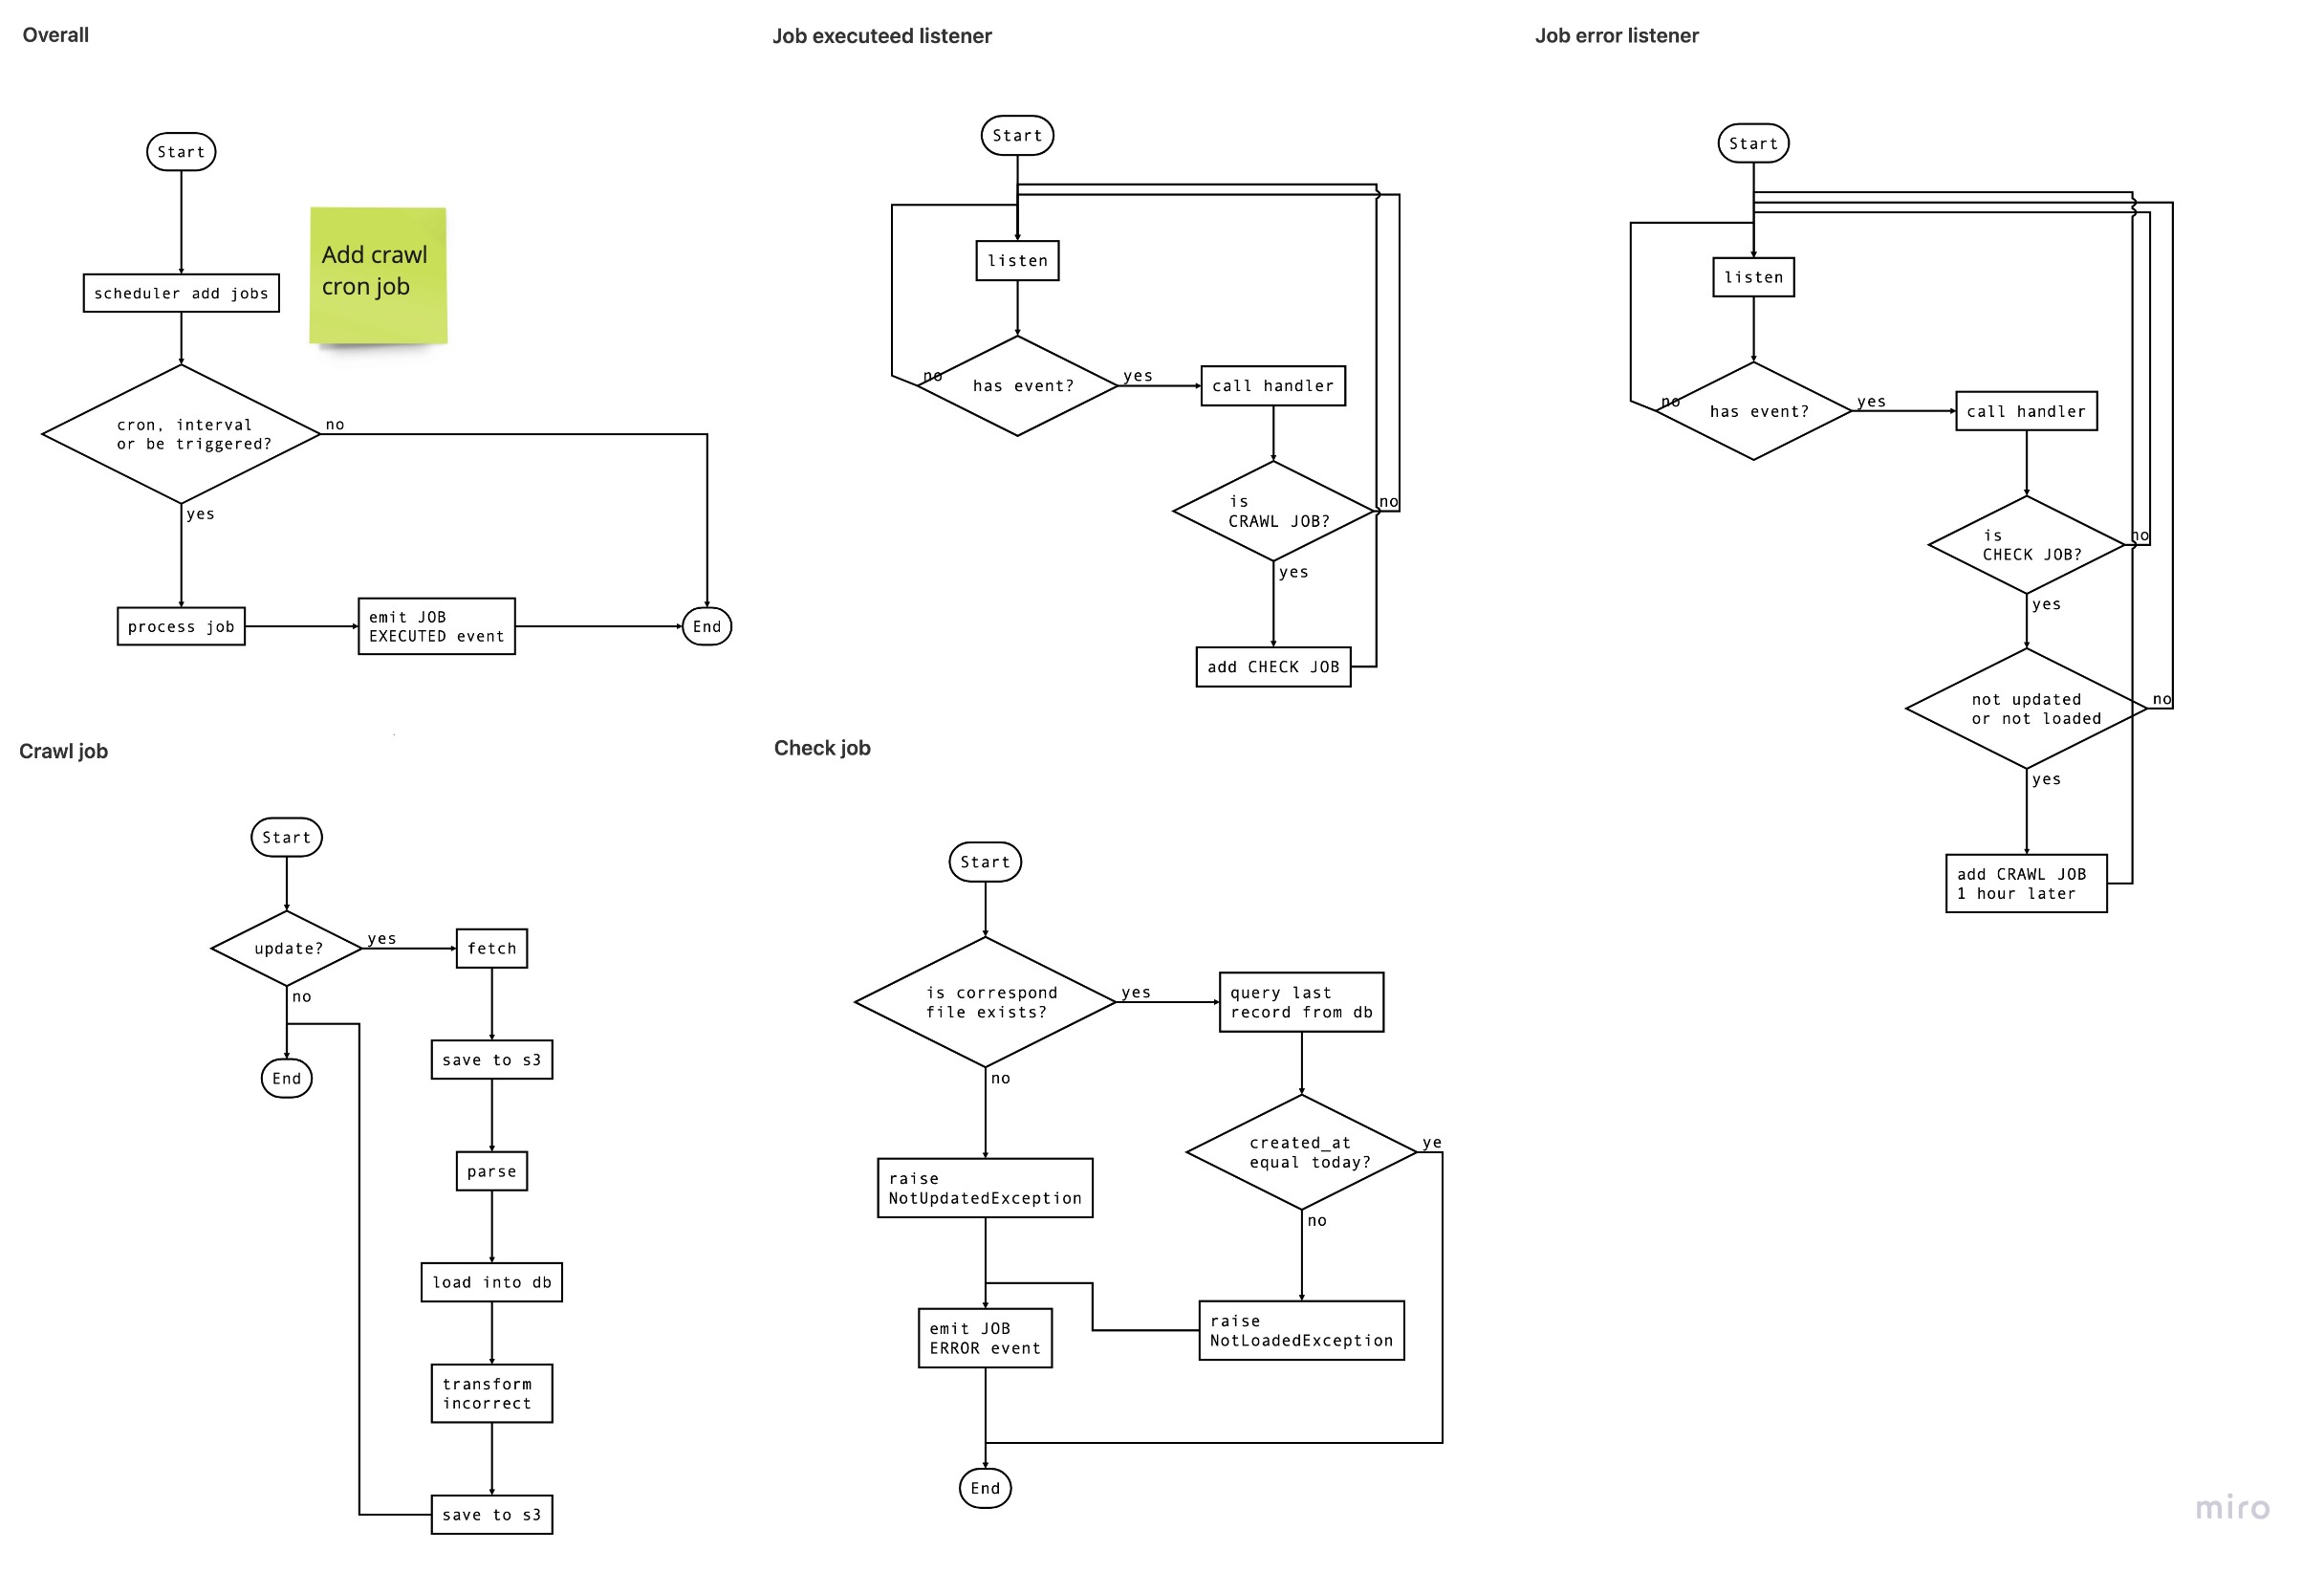 Overall
Start
scheduler add jobs
Add crawl
cron job
cron, interval
or be triggered?
no
yes
process job
emit JOB
EXECUTED event
End
Job executeed listener
Start
listen
no
has event?
yes
call handler
is
CRAWL JOB?
no
yes
add CHECK JOB
Job error listener
Start
listen
no
has event?
yes
call handler
is
CHECK JOB?
no
yes
not updated
or not loaded
no
yes
add CRAWL JOB
1 hour later
Crawl job
Start
update?
yes
fetch
no
End
save to s3
parse
load into db
transform
incorrect
save to s3
Check job
Start
is correspond
file exists?
yes
query last
record from db
no
created_at
equal today?
ye
raise
NotUpdatedException
no
emit JOB
ERROR event
raise
NotLoadedException
End
miro